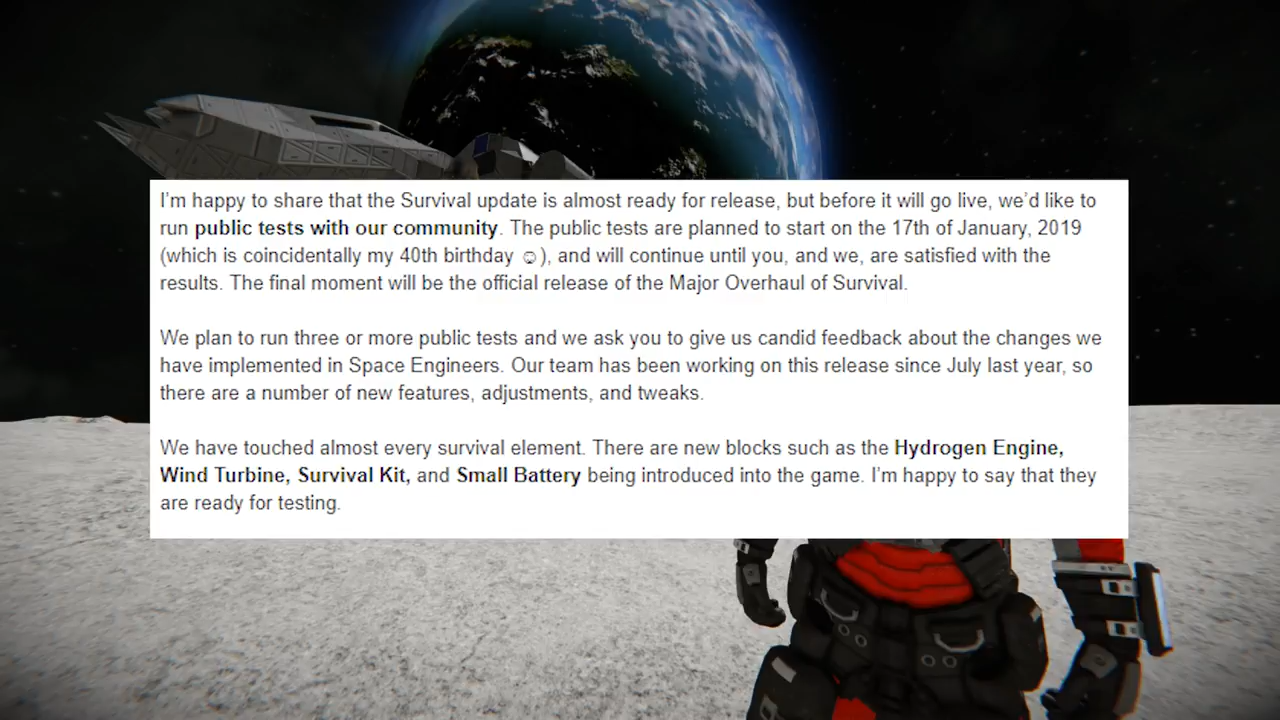 I’m happy to share that the Survival update is almost ready for release, but before it will go live, we’d like to
run public tests with our community. The public tests are planned to start on the 17th of January, 2019
(which is coincidentally my 40th birthday ☺), and will continue until you, and we, are satisfied with the
results. The final moment will be the official release of the Major Overhaul of Survival.
We plan to run three or more public tests and we ask you to give us candid feedback about the changes we
have implemented in Space Engineers. Our team has been working on this release since July last year, so
there are a number of new features, adjustments, and tweaks.
We have touched almost every survival element. There are new blocks such as the Hydrogen Engine,
Wind Turbine, Survival Kit, and Small Battery being introduced into the game. I’m happy to say that they
are ready for testing.